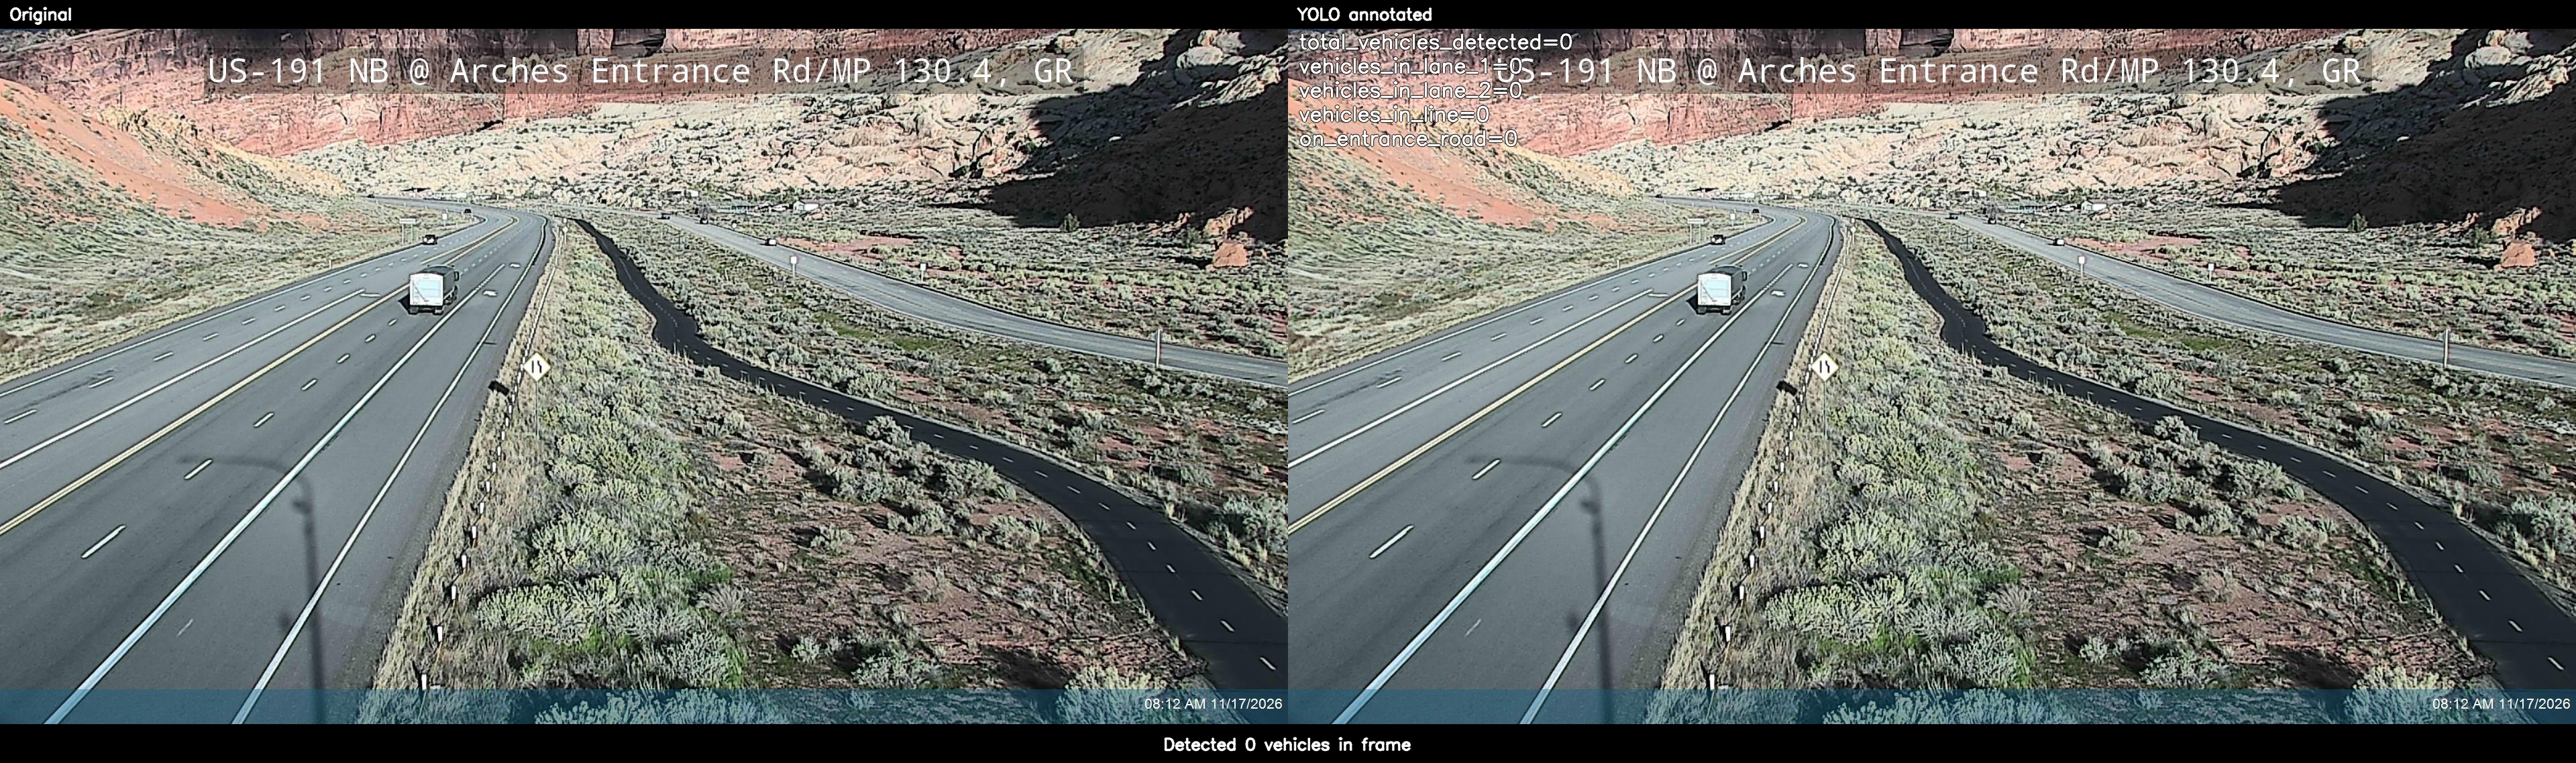 Original
US-191 NB @ Arches Entrance Rd/MP 130.4, GR
08:12 AM 11/17/2026
YOLO annotated
total_vehicles_detected=0
vehicles_in_lane_1=0
US-191 NB @ Arches Entrance Rd/MP 130.4, GR
vehicles_in_lane_2=0
vehicles_in_line=0
on_entrance_road=0
08:12 AM 11/17/2026
Detected 0 vehicles in frame